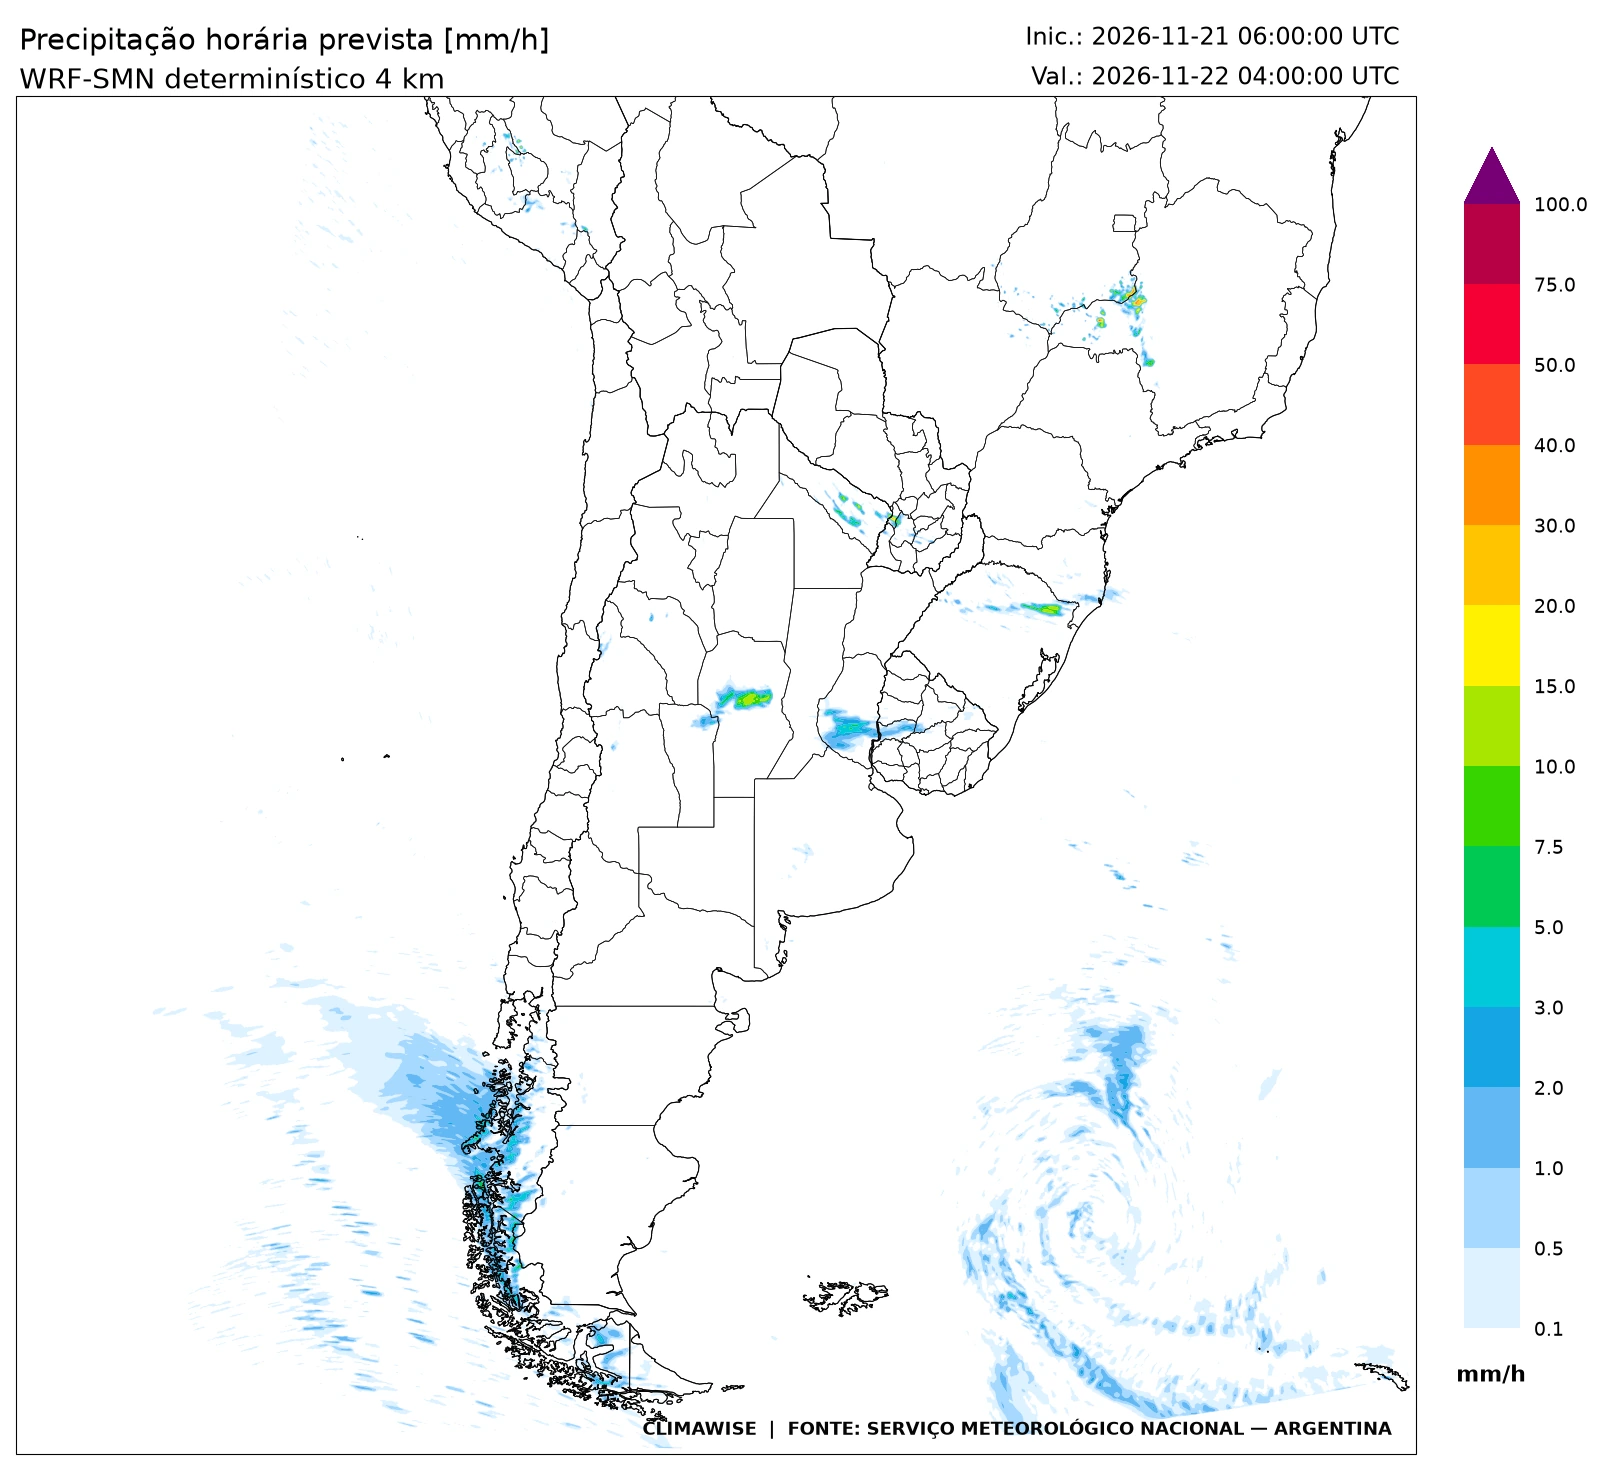 Precipitação horária prevista [mm/h]
WRF-SMN determinístico 4 km
Inic.: 2026-11-21 06:00:00 UTC
Val.: 2026-11-22 04:00:00 UTC
100.0
75.0
50.0
40.0
30.0
20.0
15.0
10.0
7.5
5.0
3.0
2.0
1.0
0.5
0.1
mm/h
CLIMAWISE | FONTE: SERVIÇO METEOROLÓGICO NACIONAL — ARGENTINA